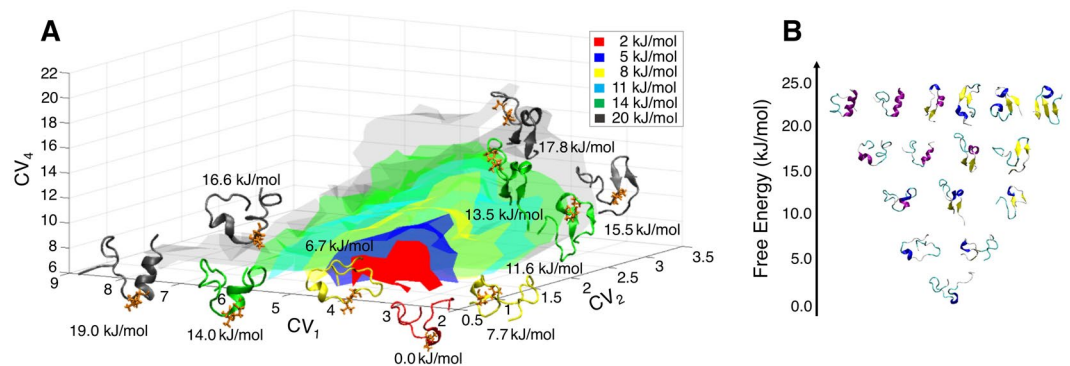 A
2 kJ/mol
5 kJ/mol
8 kJ/mol
11 kJ/mol
14 kJ/mol
20 kJ/mol
22
20
18
16
14
12
10
8
6
CV4
9
8
7
6
5
4
3
2
CV1
0.5
1
1.5
2
2.5
3
3.5
CV2
17.8 kJ/mol
16.6 kJ/mol
13.5 kJ/mol
15.5 kJ/mol
6.7 kJ/mol
11.6 kJ/mol
19.0 kJ/mol
14.0 kJ/mol
7.7 kJ/mol
0.0 kJ/mol
B
Free Energy (kJ/mol)
25.0
20.0
15.0
10.0
5.0
0.0